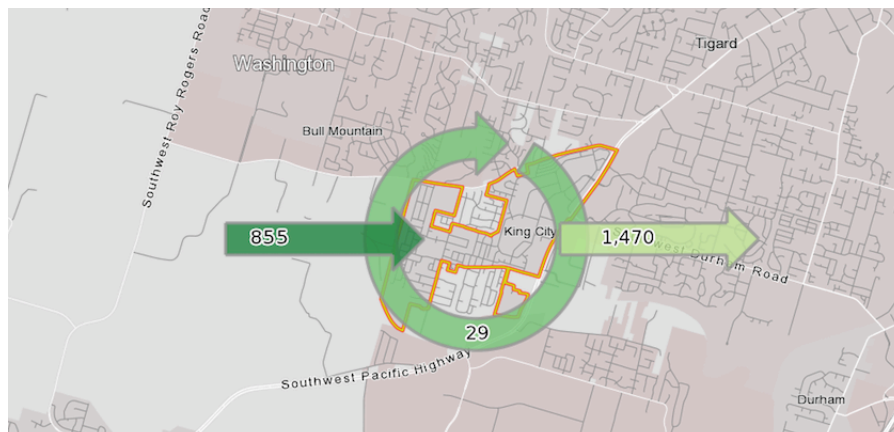 Tigard
Washington
Southwest Roy Rogers Road
Bull Mountain
King City
855
1,470
Southwest Durham Road
29
Southwest Pacific Highway
Durham